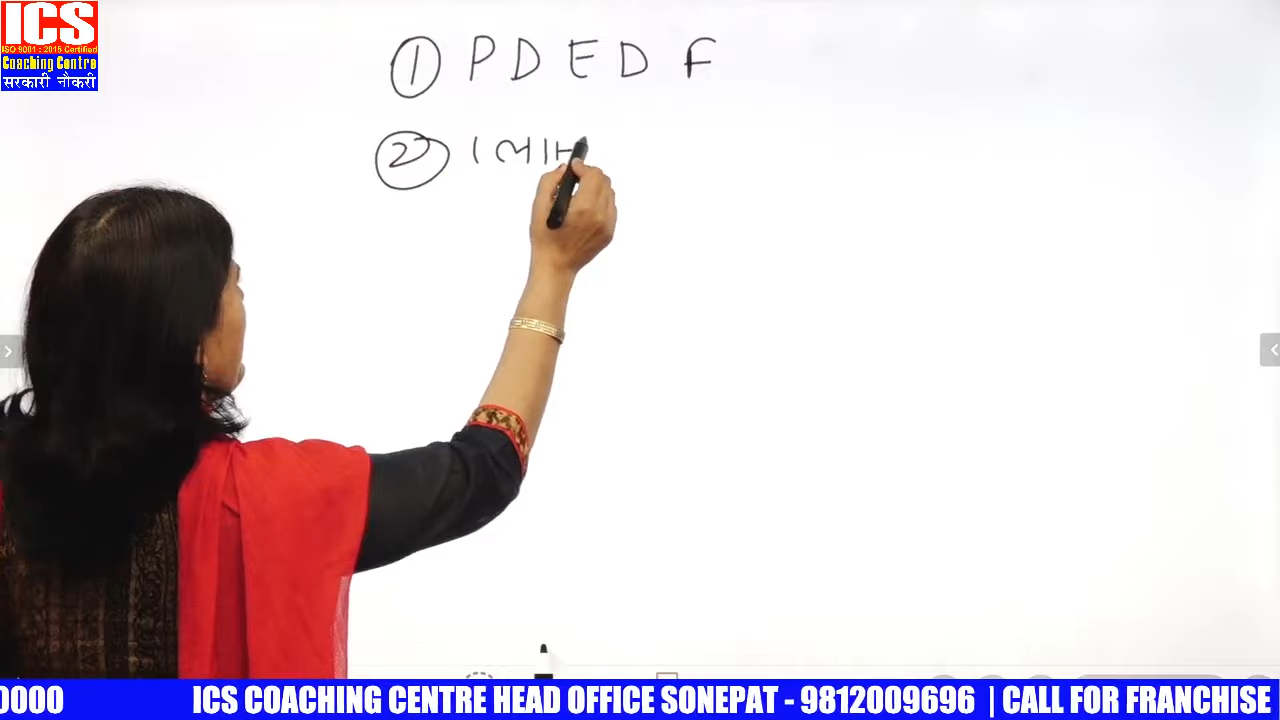 ICS
ISO 9001 : 2015 Certified
Coaching Centre
सरकारी नौकरी
1 P D E D F
2
0000 ICS COACHING CENTRE HEAD OFFICE SONEPAT - 9812009696 | CALL FOR FRANCHISE